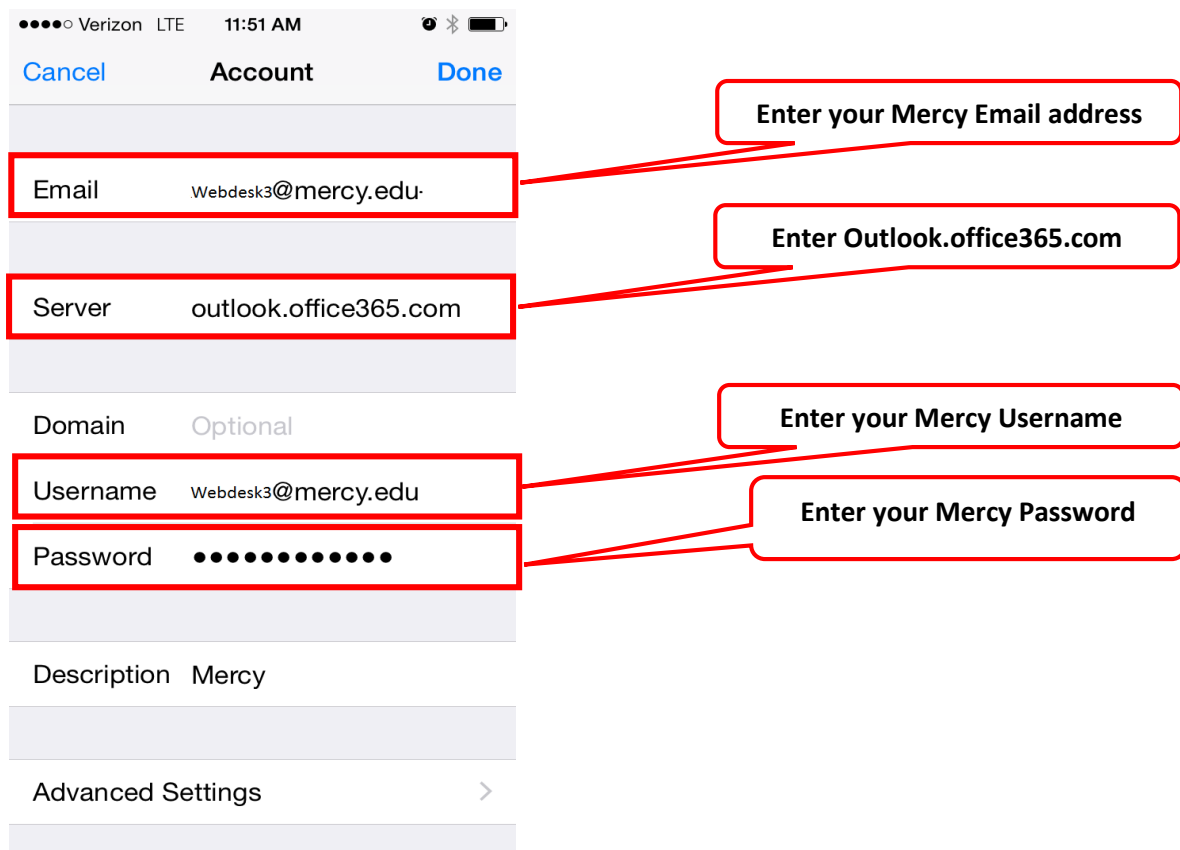 Verizon LTE 11:51 AM
Cancel Account Done
Enter your Mercy Email address
Email Webdesk3@mercy.edu
Enter Outlook.office365.com
Server outlook.office365.com
Domain Optional
Enter your Mercy Username
Username Webdesk3@mercy.edu
Enter your Mercy Password
Password ●●●●●●●●●●●●
Description Mercy
Advanced Settings